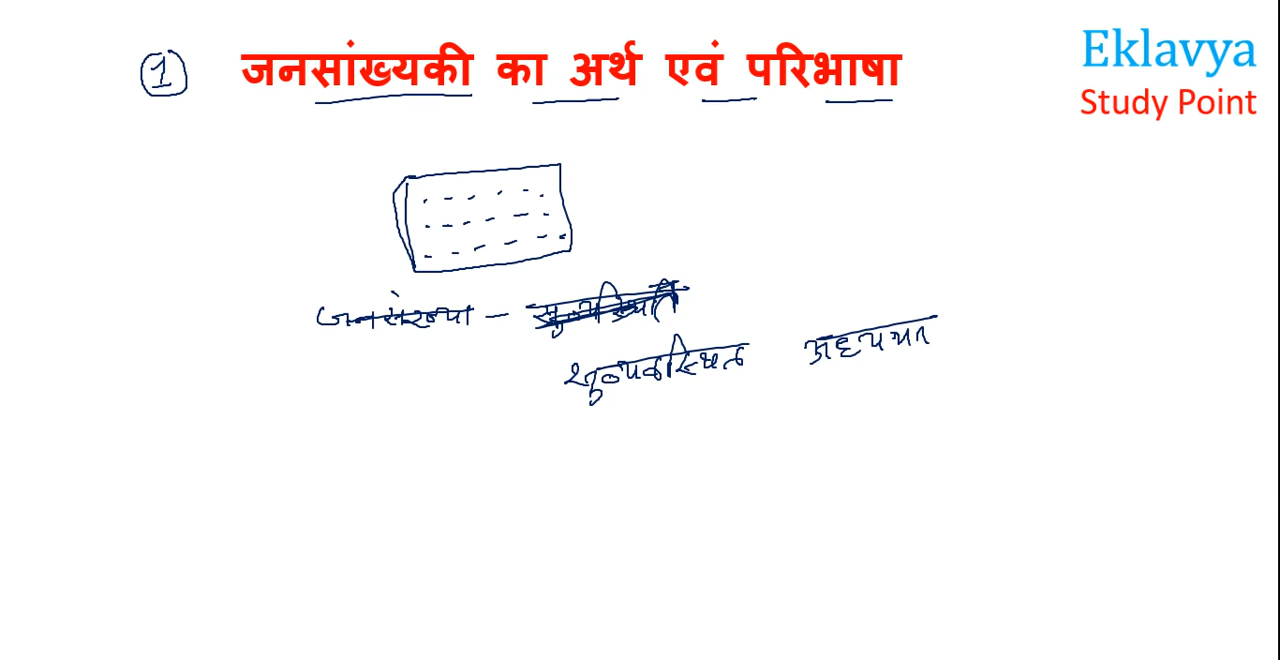 1 जनसांख्यकी का अर्थ एवं परिभाषा
Eklavya
Study Point
जनसंख्या -
सुव्यवस्थित अध्ययन